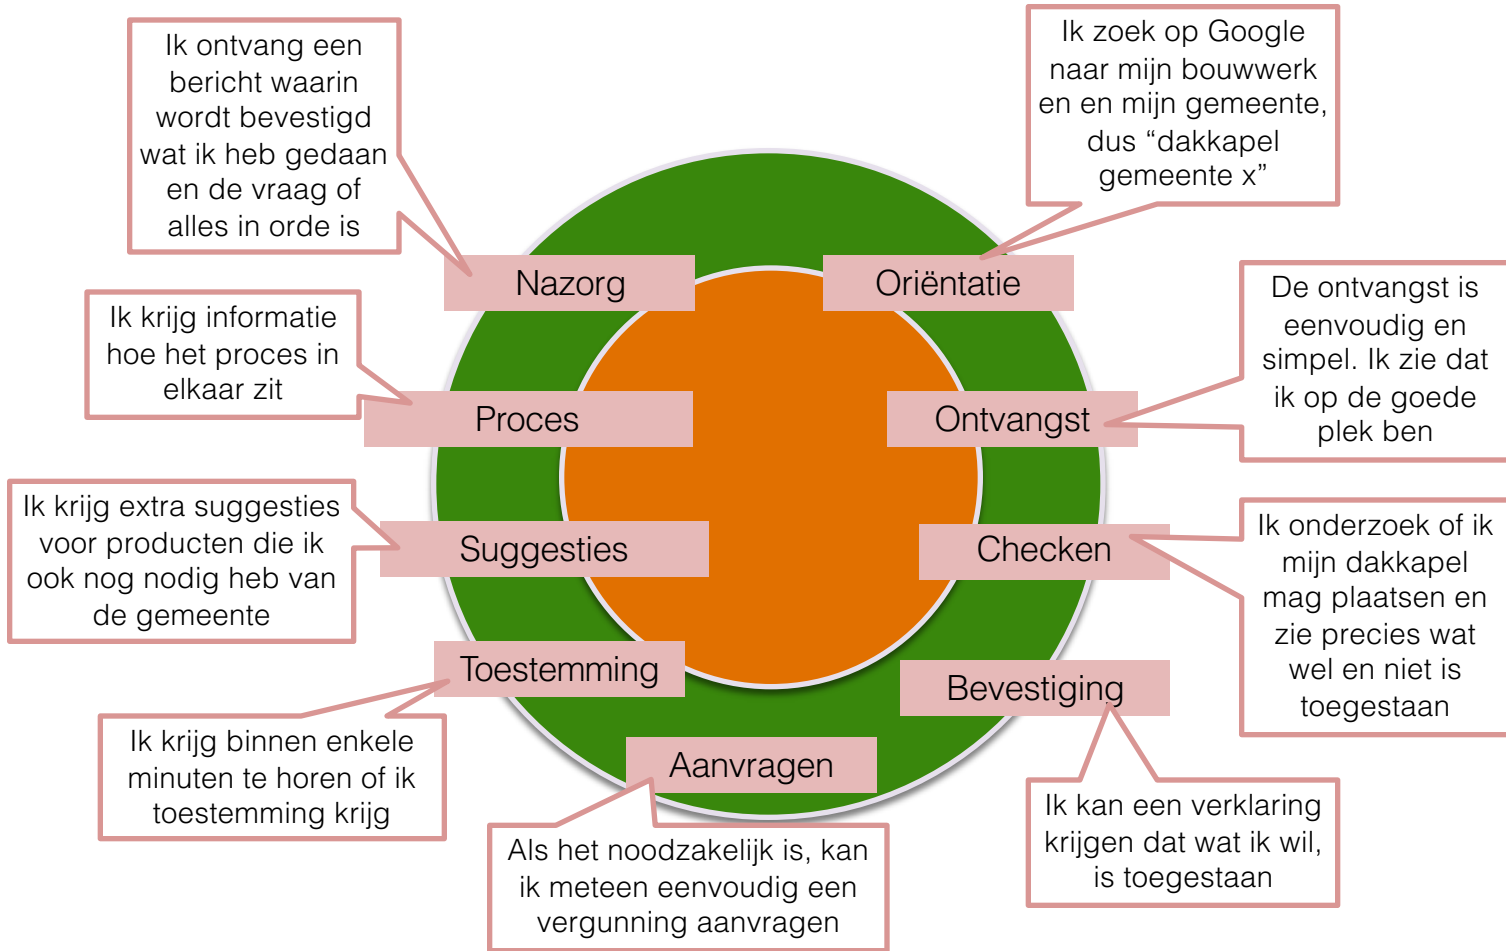 Ik ontvang een
bericht waarin
wordt bevestigd
wat ik heb gedaan
en de vraag of
alles in orde is
Ik zoek op Google
naar mijn bouwwerk
en en mijn gemeente,
dus “dakkapel
gemeente x”
Nazorg
Oriëntatie
Ik krijg informatie
hoe het proces in
elkaar zit
De ontvangst is
eenvoudig en
simpel. Ik zie dat
ik op de goede
plek ben
Proces
Ontvangst
Ik krijg extra suggesties
voor producten die ik
ook nog nodig heb van
de gemeente
Suggesties
Checken
Ik onderzoek of ik
mijn dakkapel
mag plaatsen en
zie precies wat
wel en niet is
toegestaan
Toestemming
Bevestiging
Ik krijg binnen enkele
minuten te horen of ik
toestemming krijg
Aanvragen
Ik kan een verklaring
krijgen dat wat ik wil,
is toegestaan
Als het noodzakelijk is, kan
ik meteen eenvoudig een
vergunning aanvragen